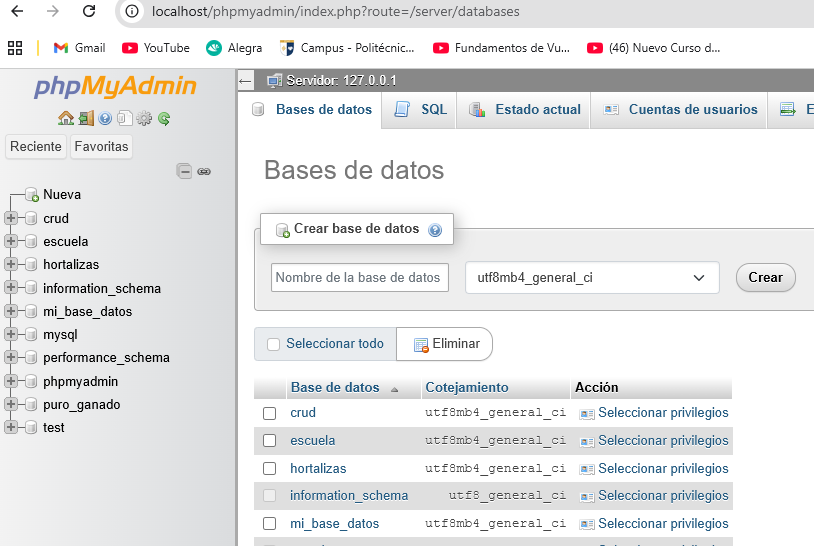 localhost/phpmyadmin/index.php?route=/server/databases
Gmail YouTube Alegra Campus - Politécnic... Fundamentos de Vu... (46) Nuevo Curso d...
phpMyAdmin
Reciente Favoritas
Nueva
crud
escuela
hortalizas
information_schema
mi_base_datos
mysql
performance_schema
phpmyadmin
puro_ganado
test
Servidor: 127.0.0.1
Bases de datos SQL Estado actual Cuentas de usuarios E
Bases de datos
Crear base de datos
Nombre de la base de datos utf8mb4_general_ci Crear
Seleccionar todo Eliminar
Base de datos Cotejamiento Acción
crud utf8mb4_general_ci Seleccionar privilegios
escuela utf8mb4_general_ci Seleccionar privilegios
hortalizas utf8mb4_general_ci Seleccionar privilegios
information_schema utf8_general_ci Seleccionar privilegios
mi_base_datos utf8mb4_general_ci Seleccionar privilegios